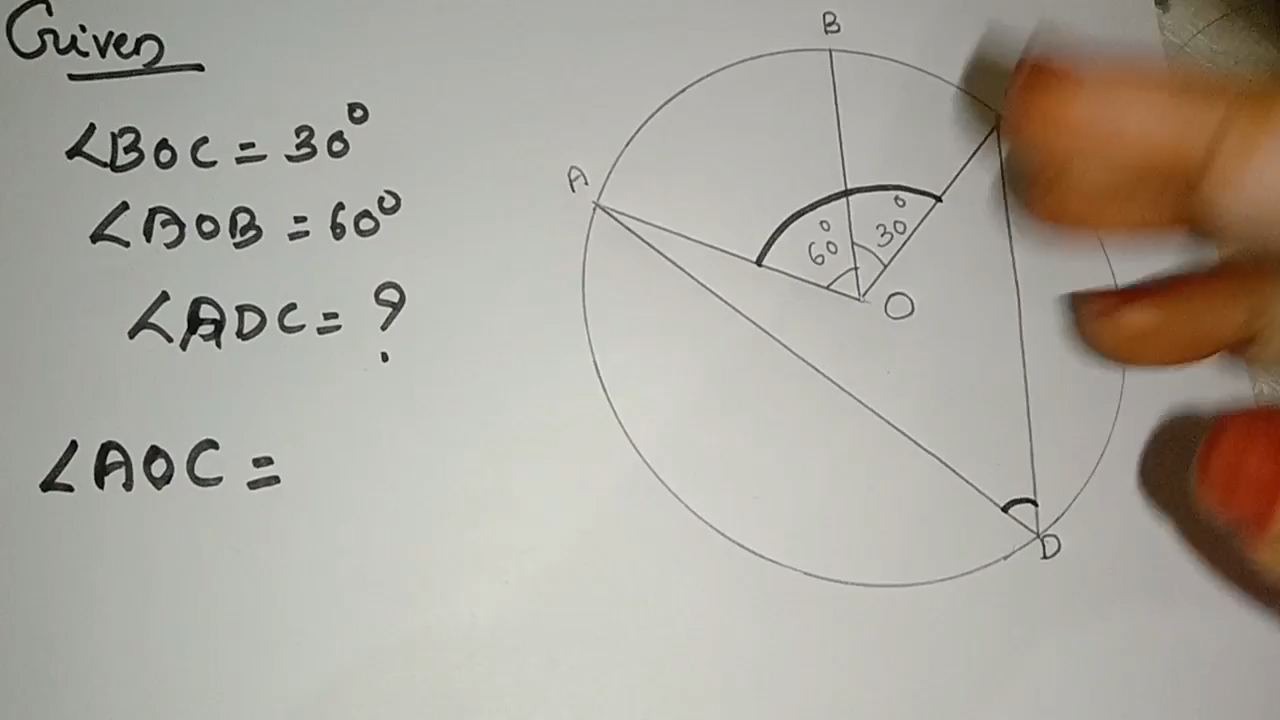 Given
∠BOC = 30°
∠AOB = 60°
∠ADC = ?
∠AOC =
B
A
60°
30°
O
D